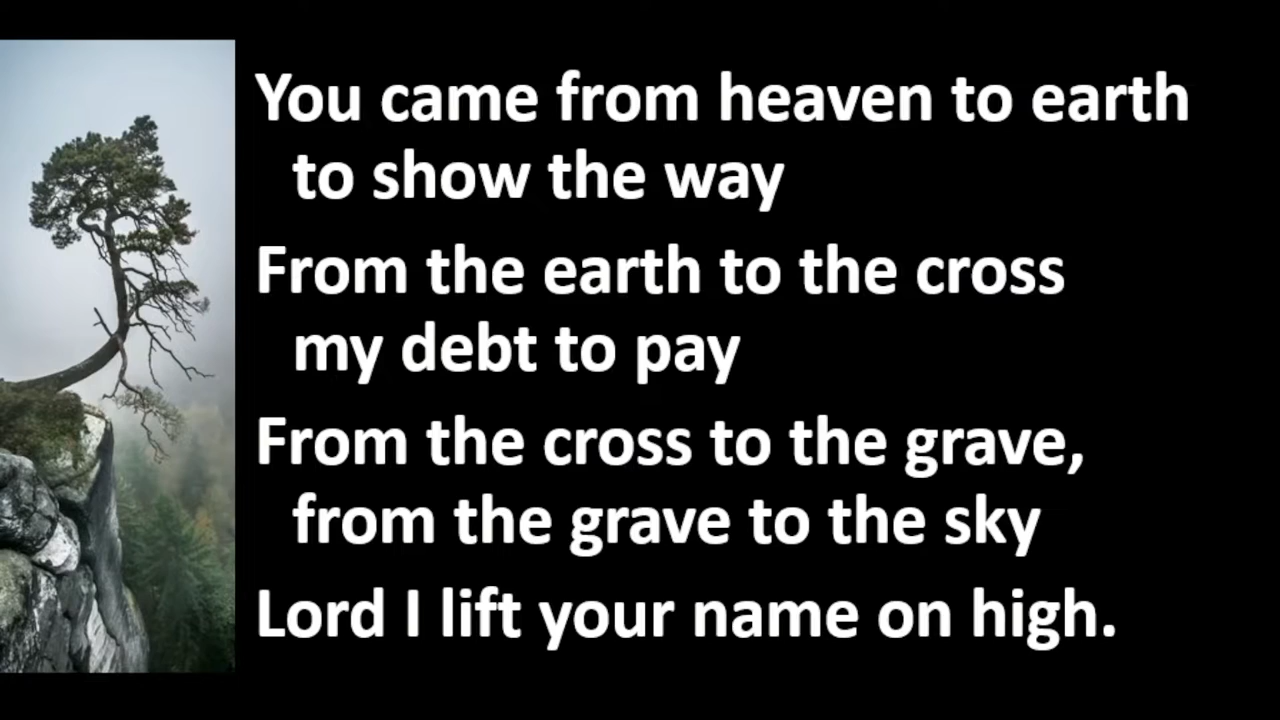 You came from heaven to earth
to show the way
From the earth to the cross
my debt to pay
From the cross to the grave,
from the grave to the sky
Lord I lift your name on high.